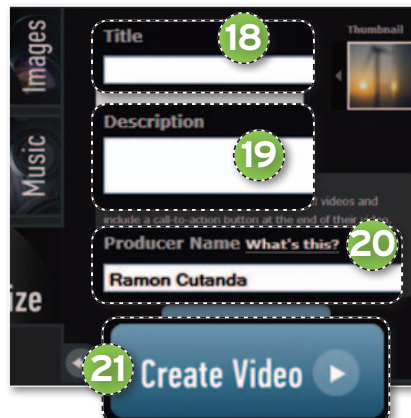 Images
Music
ize
Title
18
Thumbnail
Description
19
videos and
include a call-to-action button at the end of their video
Producer Name What's this?
20
Ramon Cutanda
21
Create Video